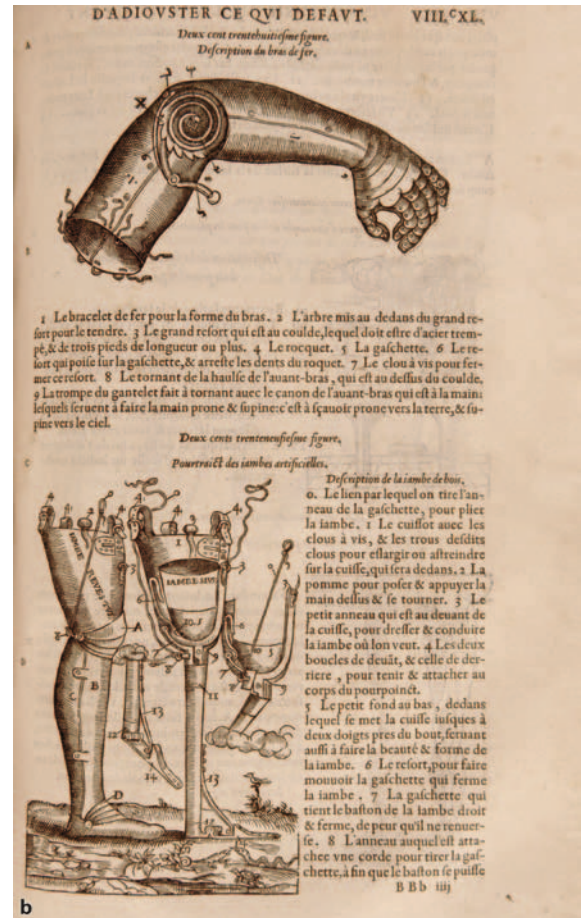 D'ADIOVSTER CE QVI DEFAVT. VIII.ᶜXL.
Deux cent trentehuitiesme figure.
Description du bras de fer.
1 Le bracelet de fer pour la forme du bras. 2 L'arbre mis au dedans du grand re-
sort pour le tendre. 3 Le grand resort qui est au coulde, lequel doit estre d'acier trem-
pé, & de trois pieds de longueur ou plus. 4 Le rocquet. 5 La gaschette. 6 Le re-
sort qui poise sur la gaschette, & arreste les dents du roquet. 7 Le clou à vis pour fer-
mer ce resort. 8 Le tornant de la haulse de l'auant-bras, qui est au dessus du coulde.
9 La trompe du gantelet fait à tornant auec le canon de l'auant-bras qui est à la main:
lesquels seruent à faire la main prone & supine: c'est à sçauoir prone vers la terre, & su-
pine vers le ciel.
Deux cents trenteneufiesme figure.
Pourtraict des iambes artificielles.
Description de la iambe de bois.
0. Le lien par lequel on tire l'an-
neau de la gaschette, pour plier
la iambe. 1 Le cuissot auec les
clous à vis, & les trous desdits
clous pour eslargir ou astreindre
sur la cuisse, qui sera dedans. 2 La
pomme pour poser & appuyer la
main dessus & se tourner. 3 Le
petit anneau qui est au deuant de
la cuisse, pour dresser & conduire
la iambe où lon veut. 4 Les deux
boucles de deuãt, & celle de der-
riere, pour tenir & attacher au
corps du pourpoinct.
5 Le petit fond au bas, dedans
lequel se met la cuisse iusques à
deux doigts pres du bout, seruant
aussi à faire la beauté & forme de
la iambe. 6 Le resort, pour faire
mouuoir la gaschette qui ferme
la iambe. 7 La gaschette qui
tient le baston de la iambe droit
& ferme, de peur qu'il ne renuer-
se. 8 L'anneau auquel est atta-
chee vne corde pour tirer la gas-
chette, à fin que le baston se puisse
BBb iiij
b